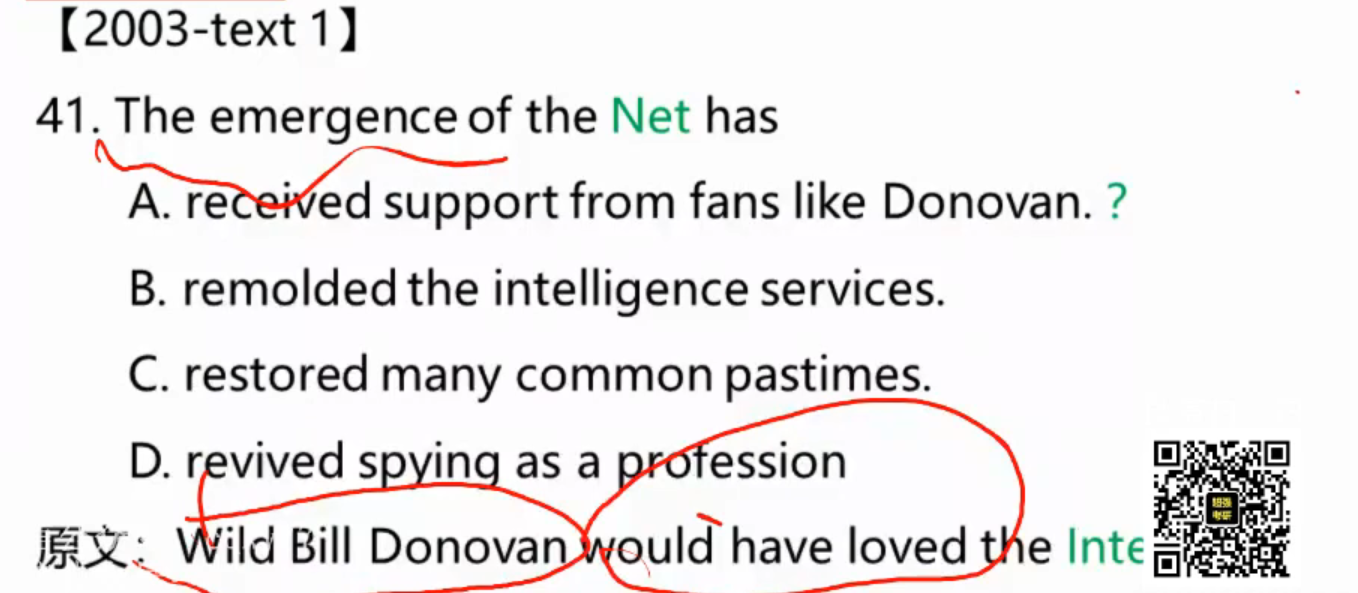 【2003-text 1】
41. The emergence of the Net has
A. received support from fans like Donovan. ?
B. remolded the intelligence services.
C. restored many common pastimes.
D. revived spying as a profession
原文：Wild Bill Donovan would have loved the Inte